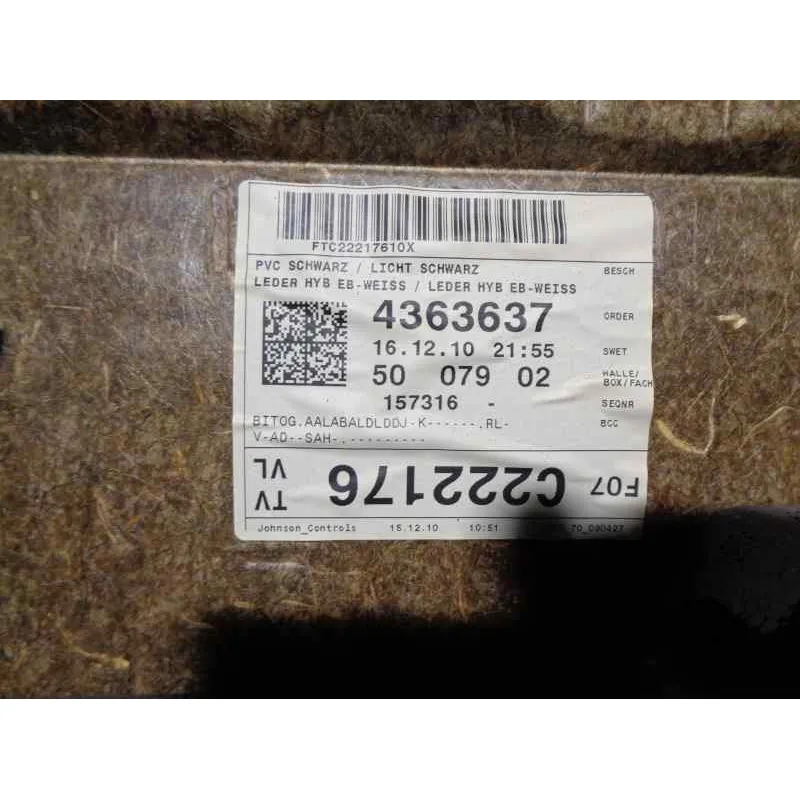 FTC22217610X
PVC SCHWARZ / LICHT SCHWARZ BESCH
LEDER HYB EB-WEISS / LEDER HYB EB-WEISS
4363637 ORDER
16.12.10 21:55 SWET
50 079 02 HALLE/
BOX/FACH
157316 - SEQNR
BITOG.AALABALDLDDJ-K------.RL- BCC
V-AD--SAH-.---------
F07 C222176 TV
VL
Johnson_Controls 15.12.10 10:51 70_090427